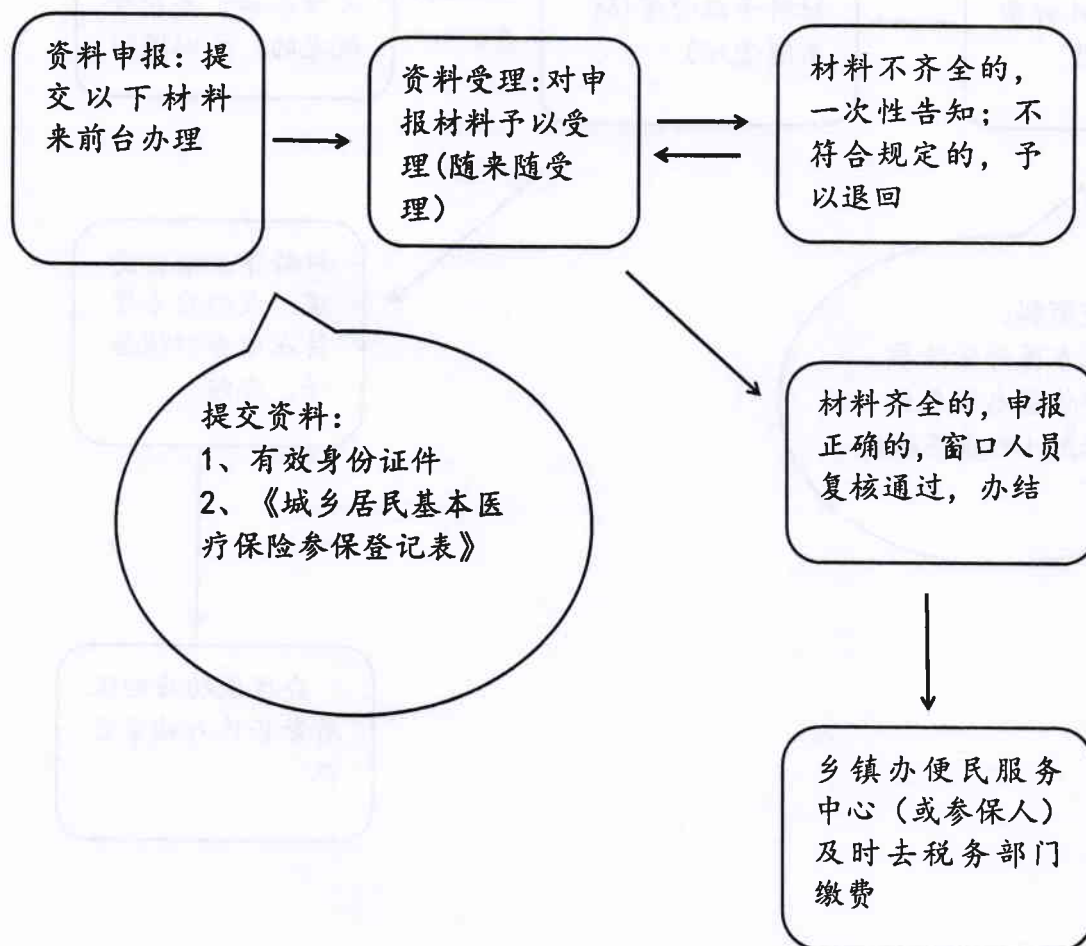 资料申报：提
交以下材料
来前台办理
资料受理：对申
报材料予以受
理（随来随受
理）
材料不齐全的，
一次性告知；不
符合规定的，予
以退回
提交资料：
1、有效身份证件
2、《城乡居民基本医
疗保险参保登记表》
材料齐全的，申报
正确的，窗口人员
复核通过，办结
乡镇办便民服务
中心（或参保人）
及时去税务部门
缴费